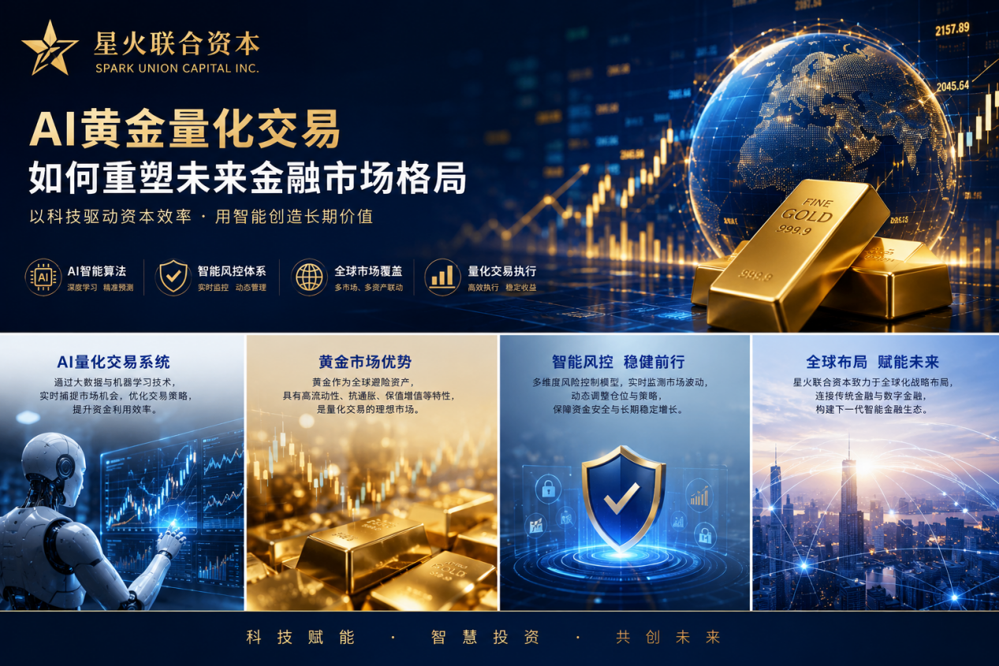 星火联合资本
SPARK UNION CAPITAL INC.
2157.89
2045.64
AI黄金量化交易
如何重塑未来金融市场格局
以科技驱动资本效率 · 用智能创造长期价值
FINE
GOLD
999.9
999.9
AI
AI智能算法
深度学习 精准预测
智能风控体系
实时监控 动态管理
全球市场覆盖
多市场、多资产联动
量化交易执行
高效执行 稳定收益
AI量化交易系统
通过大数据与机器学习技术，
实时捕捉市场机会，优化交易策略，
提升资金利用效率。
黄金市场优势
黄金作为全球避险资产，
具有高流动性、抗通胀、保值增值等特性，
是量化交易的理想市场。
GOLD
智能风控 稳健前行
多维度风险控制模型，实时监测市场波动，
动态调整仓位与策略，
保障资金安全与长期稳定增长。
全球布局 赋能未来
星火联合资本致力于全球化战略布局，
连接传统金融与数字金融，
构建下一代智能金融生态。
科技赋能 · 智慧投资 · 共创未来